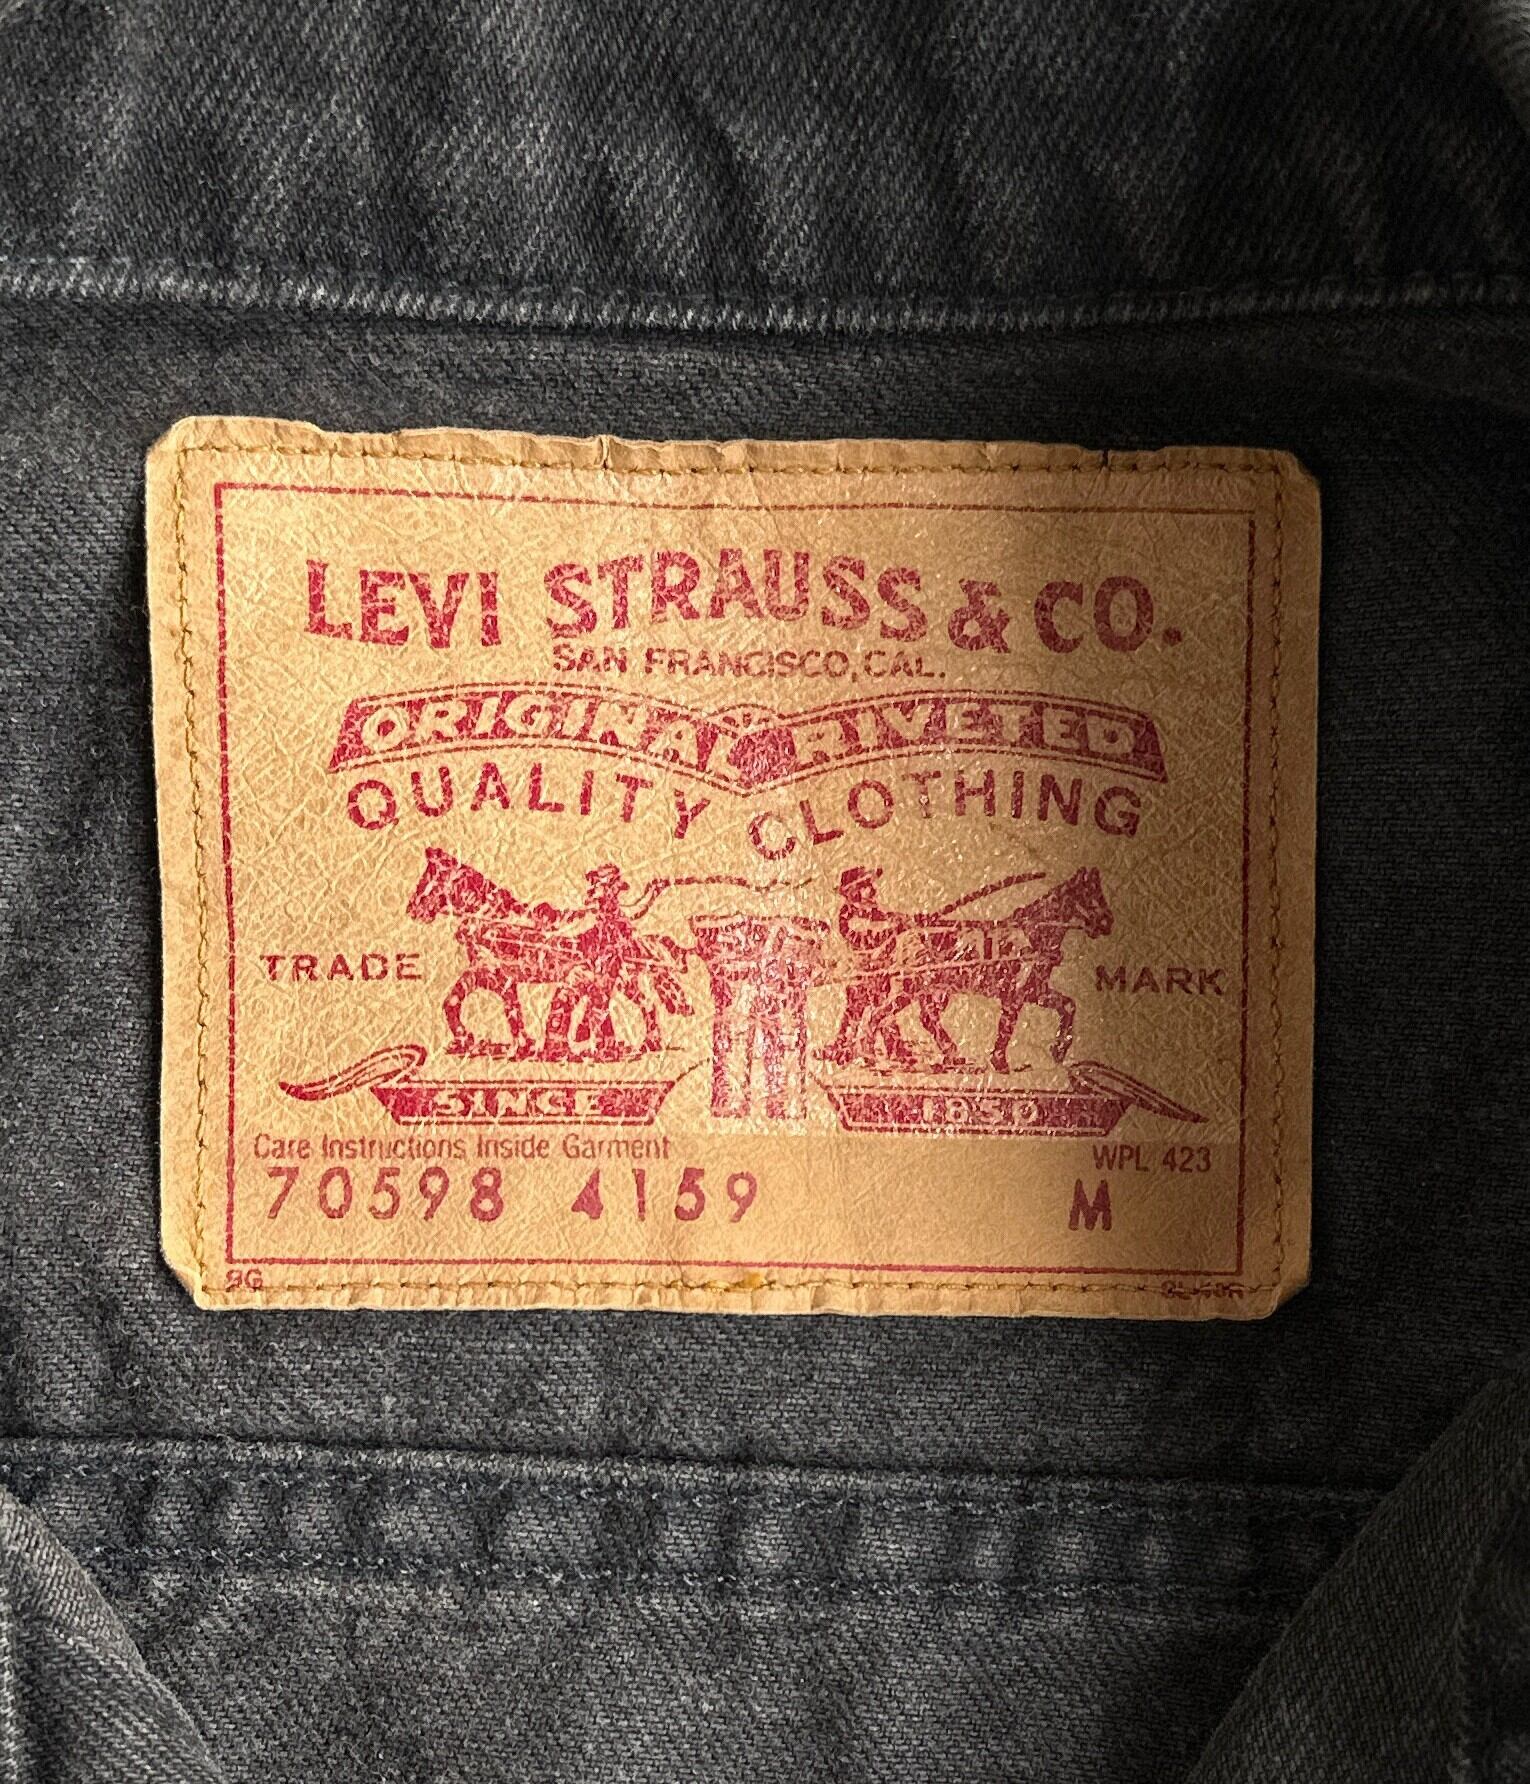 LEVI STRAUSS & CO.
SAN FRANCISCO, CAL.
ORIGINAL RIVETED
QUALITY CLOTHING
TRADE MARK
SINCE 1850
Care Instructions Inside Garment WPL 423
70598 4159 M